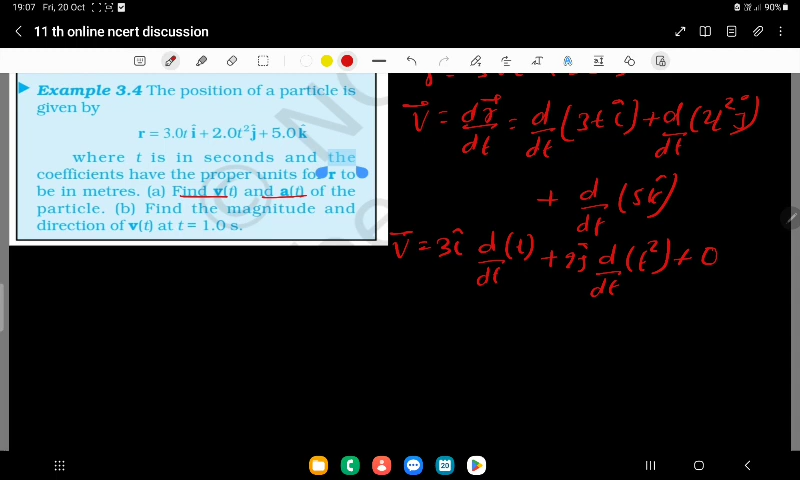 19:07 Fri, 20 Oct
90%
11 th online ncert discussion
Example 3.4 The position of a particle is
given by
r = 3.0t î + 2.0t² ĵ + 5.0 k̂
where t is in seconds and the
coefficients have the proper units for r to
be in metres. (a) Find v(t) and a(t) of the
particle. (b) Find the magnitude and
direction of v(t) at t = 1.0 s.
v⃗ = dr⃗/dt = d/dt (3t î) + d/dt (2t² ĵ)
+ d/dt (5k̂)
v⃗ = 3î d/dt (t) + 2ĵ d/dt (t²) + 0
20